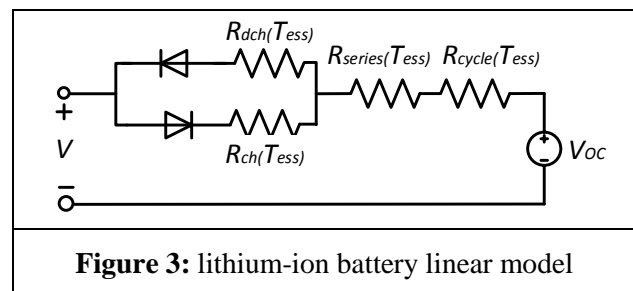 Rdch(Tess)
Rseries(Tess) Rcycle(Tess)
+
V
Rch(Tess)
+
-
VOC
−
Figure 3: lithium-ion battery linear model